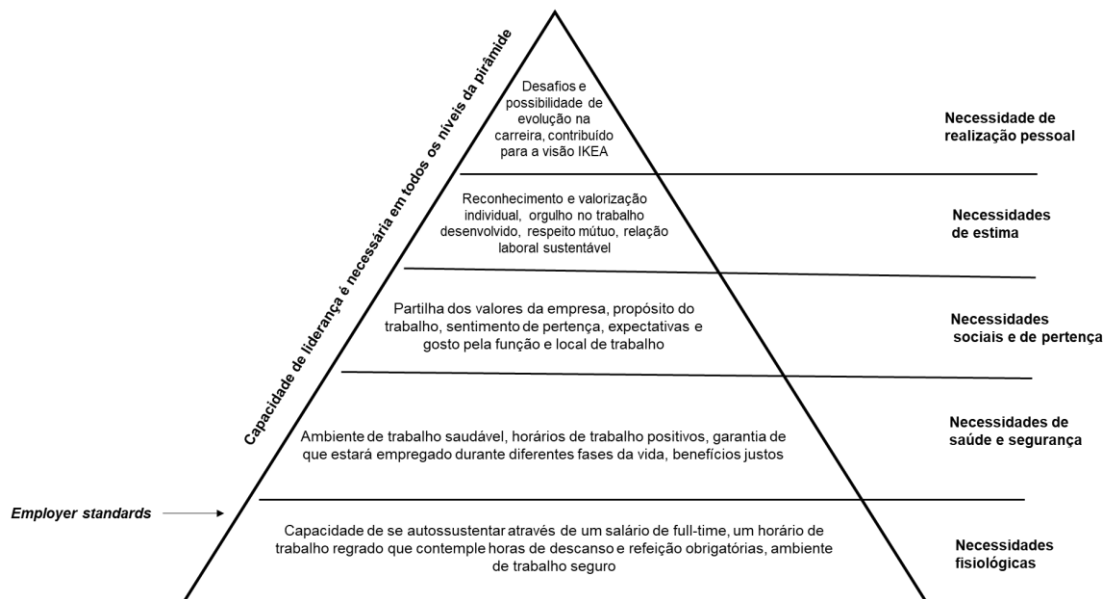 Capacidade de liderança é necessária em todos os níveis da pirâmide
Desafios e
possibilidade de
evolução na
carreira, contribuído
para a visão IKEA
Necessidade de
realização pessoal
Reconhecimento e valorização
individual, orgulho no trabalho
desenvolvido, respeito mútuo, relação
laboral sustentável
Necessidades
de estima
Partilha dos valores da empresa, propósito do
trabalho, sentimento de pertença, expectativas e
gosto pela função e local de trabalho
Necessidades
sociais e de pertença
Ambiente de trabalho saudável, horários de trabalho positivos, garantia de
que estará empregado durante diferentes fases da vida, benefícios justos
Necessidades de
saúde e segurança
Employer standards
Capacidade de se autossustentar através de um salário de full-time, um horário de
trabalho regrado que contemple horas de descanso e refeição obrigatórias, ambiente
de trabalho seguro
Necessidades
fisiológicas